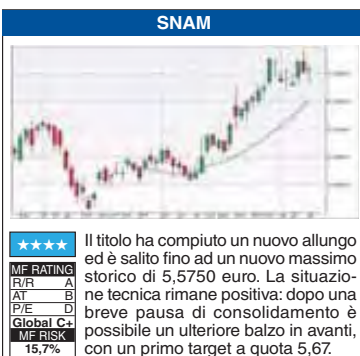 SNAM
★★★★
MF RATING
R/R A
AT B
P/E D
Global C+
MF RISK
15,7%
Il titolo ha compiuto un nuovo allungo
ed è salito fino ad un nuovo massimo
storico di 5,5750 euro. La situazio-
ne tecnica rimane positiva: dopo una
breve pausa di consolidamento è
possibile un ulteriore balzo in avanti,
con un primo target a quota 5,67.